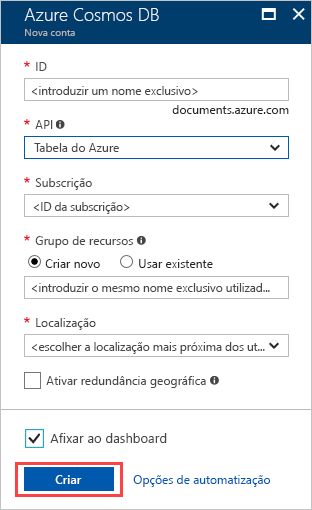 Azure Cosmos DB
Nova conta
* ID
<introduzir um nome exclusivo>
documents.azure.com
* API
Tabela do Azure
* Subscrição
<ID da subscrição>
* Grupo de recursos
Criar novo Usar existente
<introduzir o mesmo nome exclusivo utilizad...
* Localização
<escolher a localização mais próxima dos ut...
Ativar redundância geográfica
Afixar ao dashboard
Criar Opções de automatização